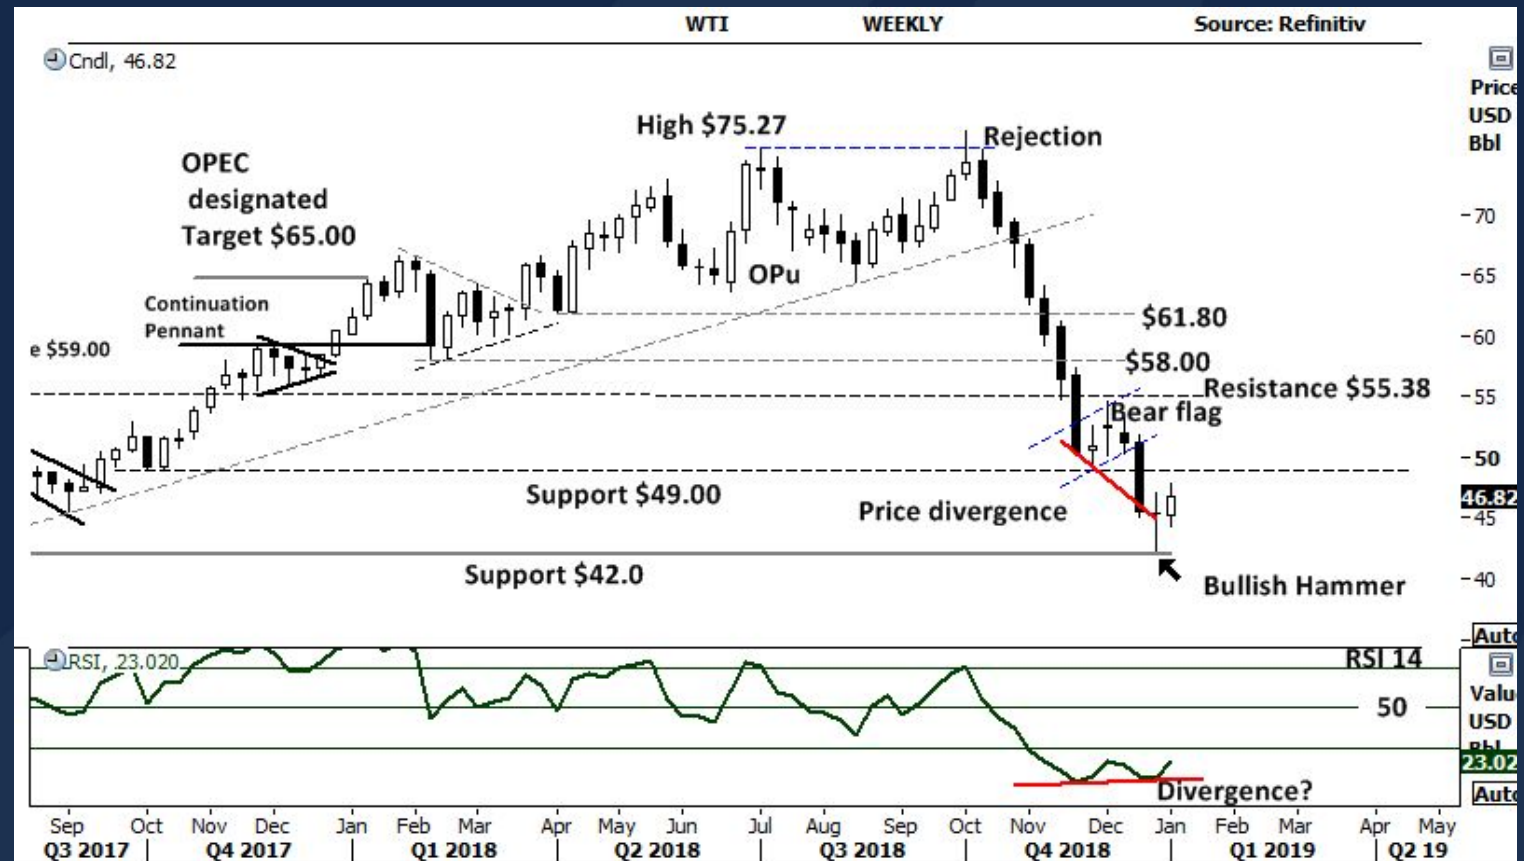 WTI WEEKLY Source: Refinitiv
Cndl, 46.82
Price
USD
Bbl
High $75.27
Rejection
OPEC
designated
Target $65.00
70
OPu
65
Continuation
Pennant
$61.80
60
e $59.00
$58.00
Resistance $55.38
55
Bear flag
50
Support $49.00
46.82
Price divergence
45
Support $42.0
40
Bullish Hammer
Auto
RSI, 23.020
RSI 14
Valu
50
USD
Bbl
23.02
Divergence?
Auto
Sep Oct Nov Dec Jan Feb Mar Apr May Jun Jul Aug Sep Oct Nov Dec Jan Feb Mar Apr May
Q3 2017 Q4 2017 Q1 2018 Q2 2018 Q3 2018 Q4 2018 Q1 2019 Q2 19